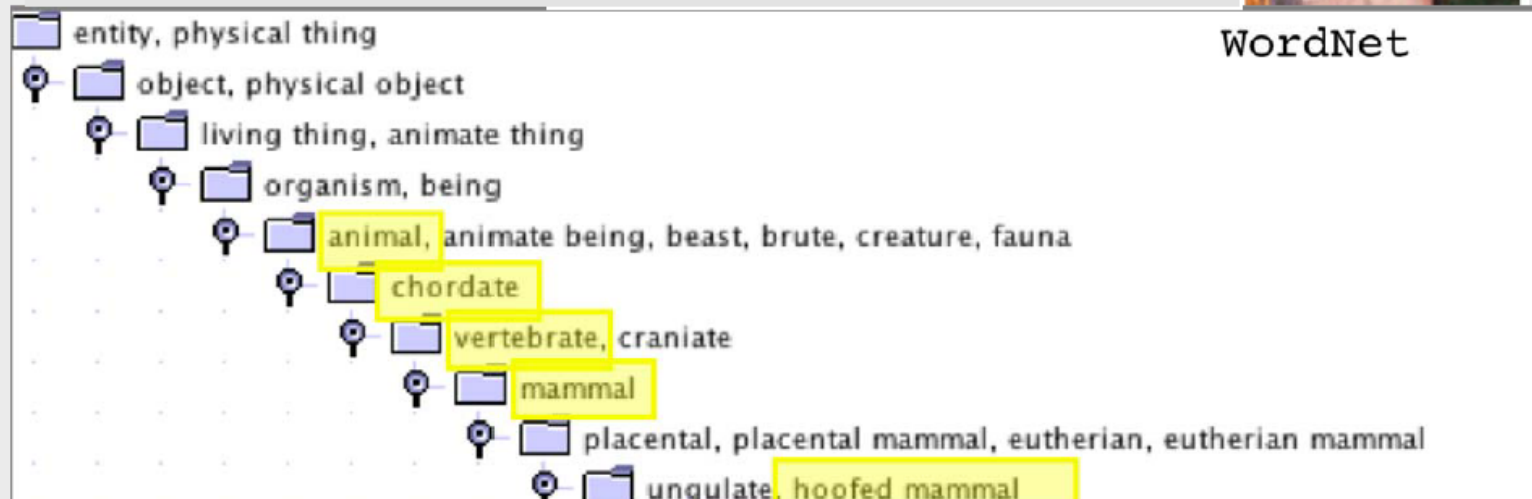 entity, physical thing
WordNet
object, physical object
living thing, animate thing
organism, being
animal, animate being, beast, brute, creature, fauna
chordate
vertebrate, craniate
mammal
placental, placental mammal, eutherian, eutherian mammal
ungulate, hoofed mammal